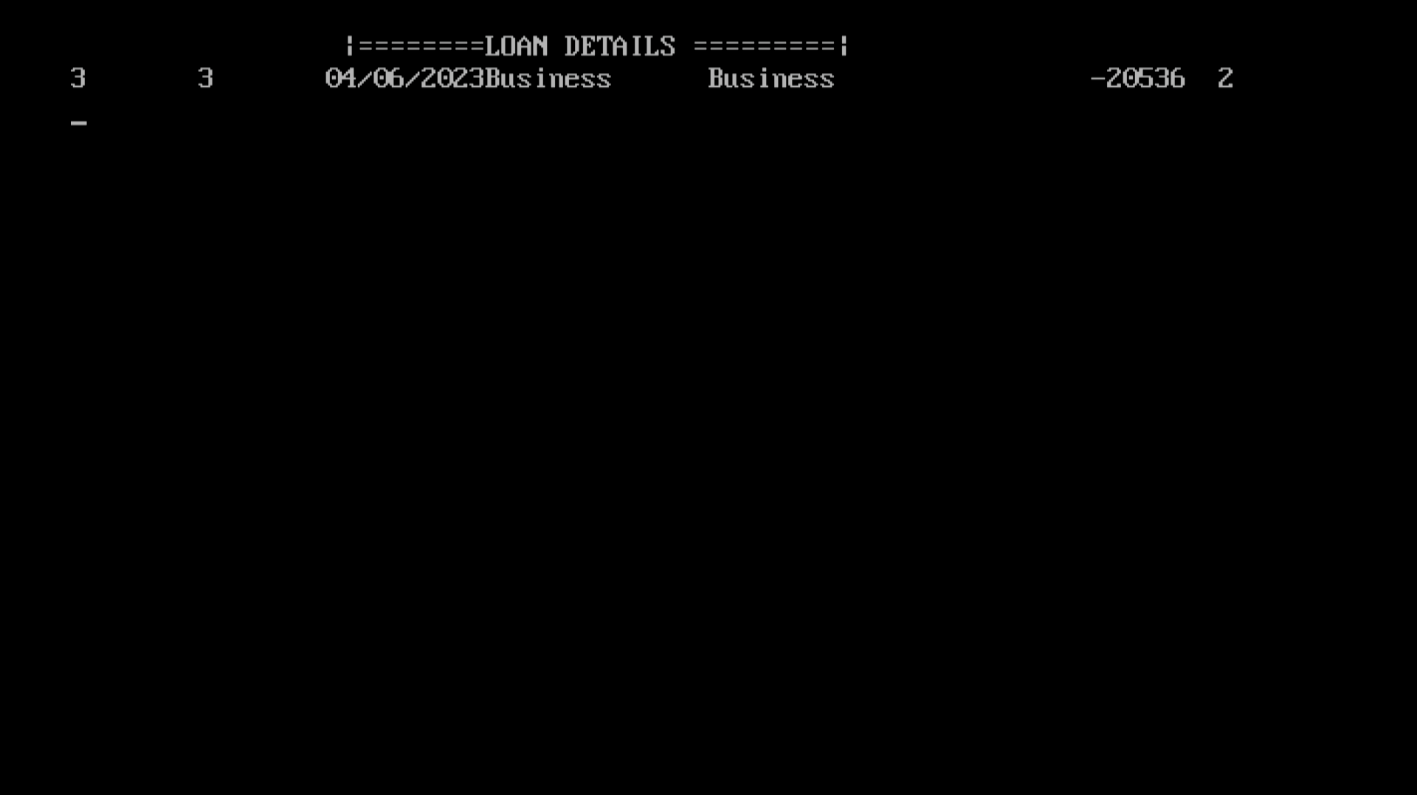 ¦========LOAN DETAILS =========¦
3 3 04/06/2023Business Business -20536 2
_